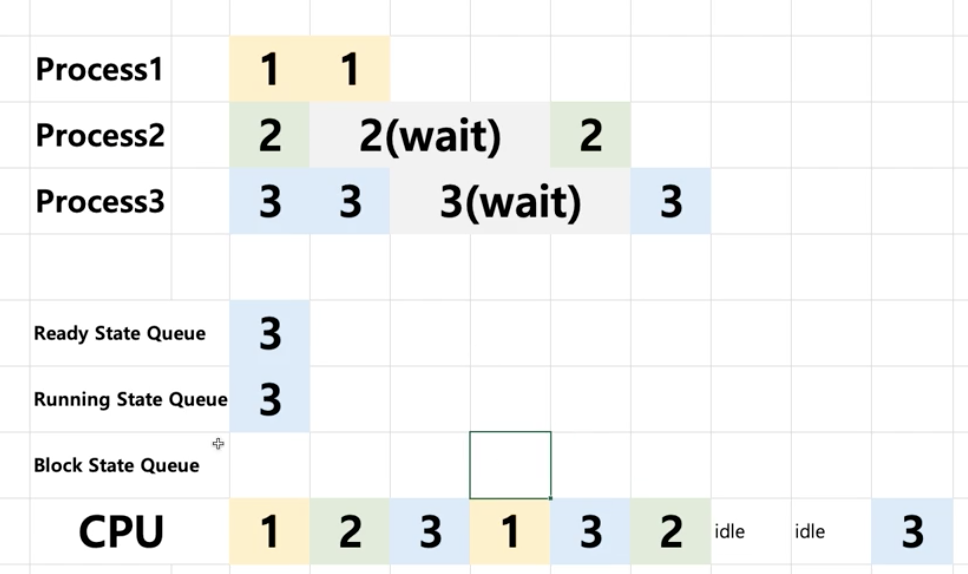 Process1 1 1
Process2 2 2(wait) 2
Process3 3 3 3(wait) 3
Ready State Queue 3
Running State Queue 3
Block State Queue
CPU 1 2 3 1 3 2 idle idle 3